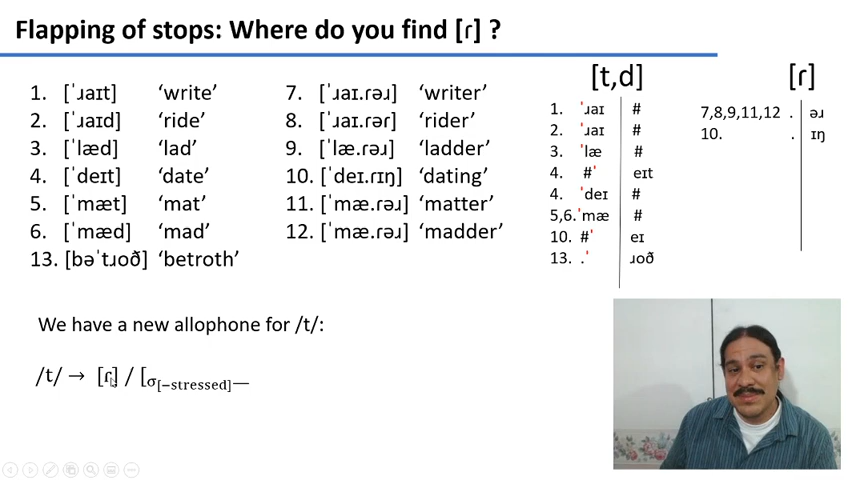 Flapping of stops: Where do you find [ɾ] ?
1. [ˈɹaɪt] ‘write’
2. [ˈɹaɪd] ‘ride’
3. [ˈlæd] ‘lad’
4. [ˈdeɪt] ‘date’
5. [ˈmæt] ‘mat’
6. [ˈmæd] ‘mad’
13. [bəˈtɹoð] ‘betroth’
7. [ˈɹaɪ.ɾəɹ] ‘writer’
8. [ˈɹaɪ.ɾəɾ] ‘rider’
9. [ˈlæ.ɾəɹ] ‘ladder’
10. [ˈdeɪ.ɾɪŋ] ‘dating’
11. [ˈmæ.ɾəɹ] ‘matter’
12. [ˈmæ.ɾəɹ] ‘madder’
[t,d]
1. ˈɹaɪ #
2. ˈɹaɪ #
3. ˈlæ #
4. #ˈ eɪt
4. ˈdeɪ #
5,6.ˈmæ #
10. #ˈ eɪ
13. .ˈ ɹoð
[ɾ]
7,8,9,11,12 . əɹ
10. . ɪŋ
We have a new allophone for /t/:
/t/ → [ɾ] / [σ[−stressed]—